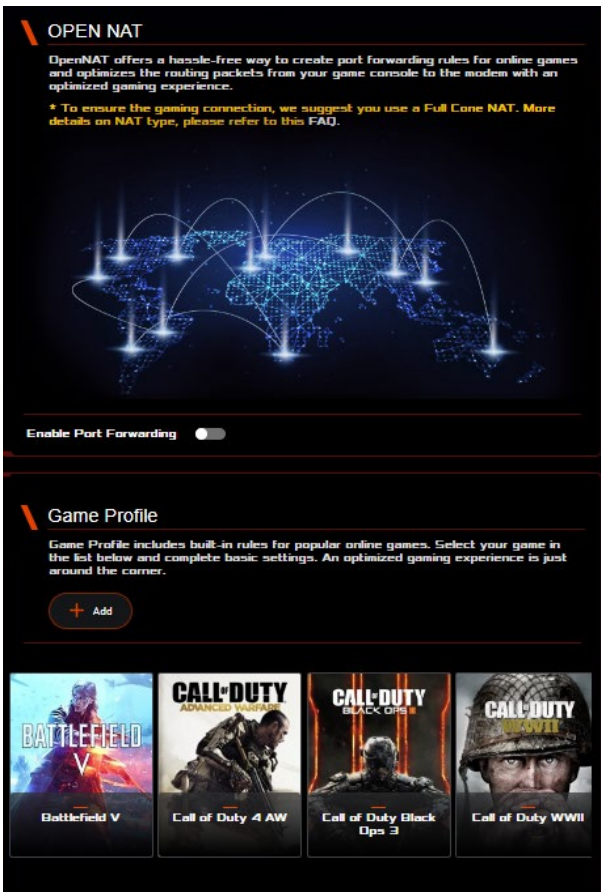 OPEN NAT
OpenNAT offers a hassle-free way to create port forwarding rules for online games
and optimizes the routing packets from your game console to the modem with an
optimized gaming experience.
* To ensure the gaming connection, we suggest you use a Full Cone NAT. More
details on NAT type, please refer to this FAQ.
Enable Port Forwarding
Game Profile
Game Profile includes built-in rules for popular online games. Select your game in
the list below and complete basic settings. An optimized gaming experience is just
around the corner.
+ Add
BATTLEFIELD
V
Battlefield V
CALL OF DUTY
ADVANCED WARFARE
Call of Duty 4 AW
CALL OF DUTY
BLACK OPS III
Call of Duty Black
Ops 3
CALL OF DUTY
WWII
Call of Duty WWII